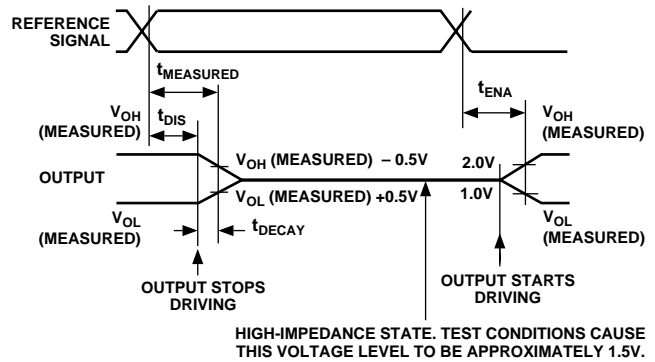 REFERENCE
SIGNAL
tMEASURED
tENA
VOH
(MEASURED)
tDIS
VOH
(MEASURED)
VOH (MEASURED) – 0.5V
2.0V
OUTPUT
VOL (MEASURED) +0.5V
1.0V
VOL
(MEASURED)
tDECAY
VOL
(MEASURED)
OUTPUT STOPS
DRIVING
OUTPUT STARTS
DRIVING
HIGH-IMPEDANCE STATE. TEST CONDITIONS CAUSE
THIS VOLTAGE LEVEL TO BE APPROXIMATELY 1.5V.